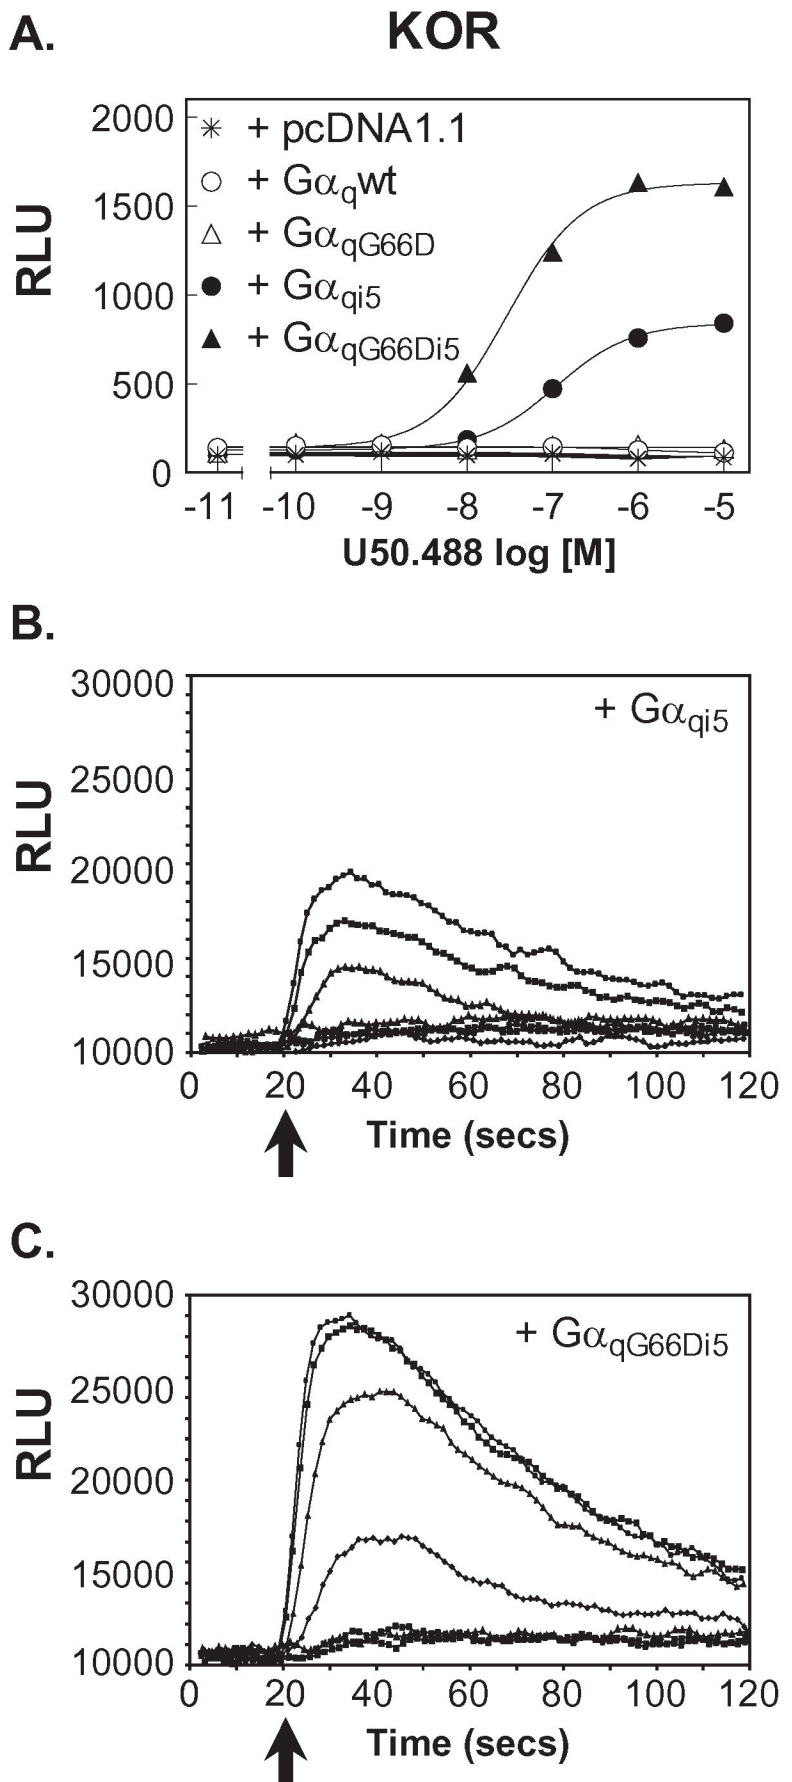 A. KOR
2000
1500
1000
500
0
RLU
+ pcDNA1.1
+ Gαqwt
+ GαqG66D
+ Gαqi5
+ GαqG66Di5
-11 -10 -9 -8 -7 -6 -5
U50.488 log [M]
B.
30000
25000
20000
15000
10000
RLU
+ Gαqi5
0 20 40 60 80 100 120
Time (secs)
C.
30000
25000
20000
15000
10000
RLU
+ GαqG66Di5
0 20 40 60 80 100 120
Time (secs)